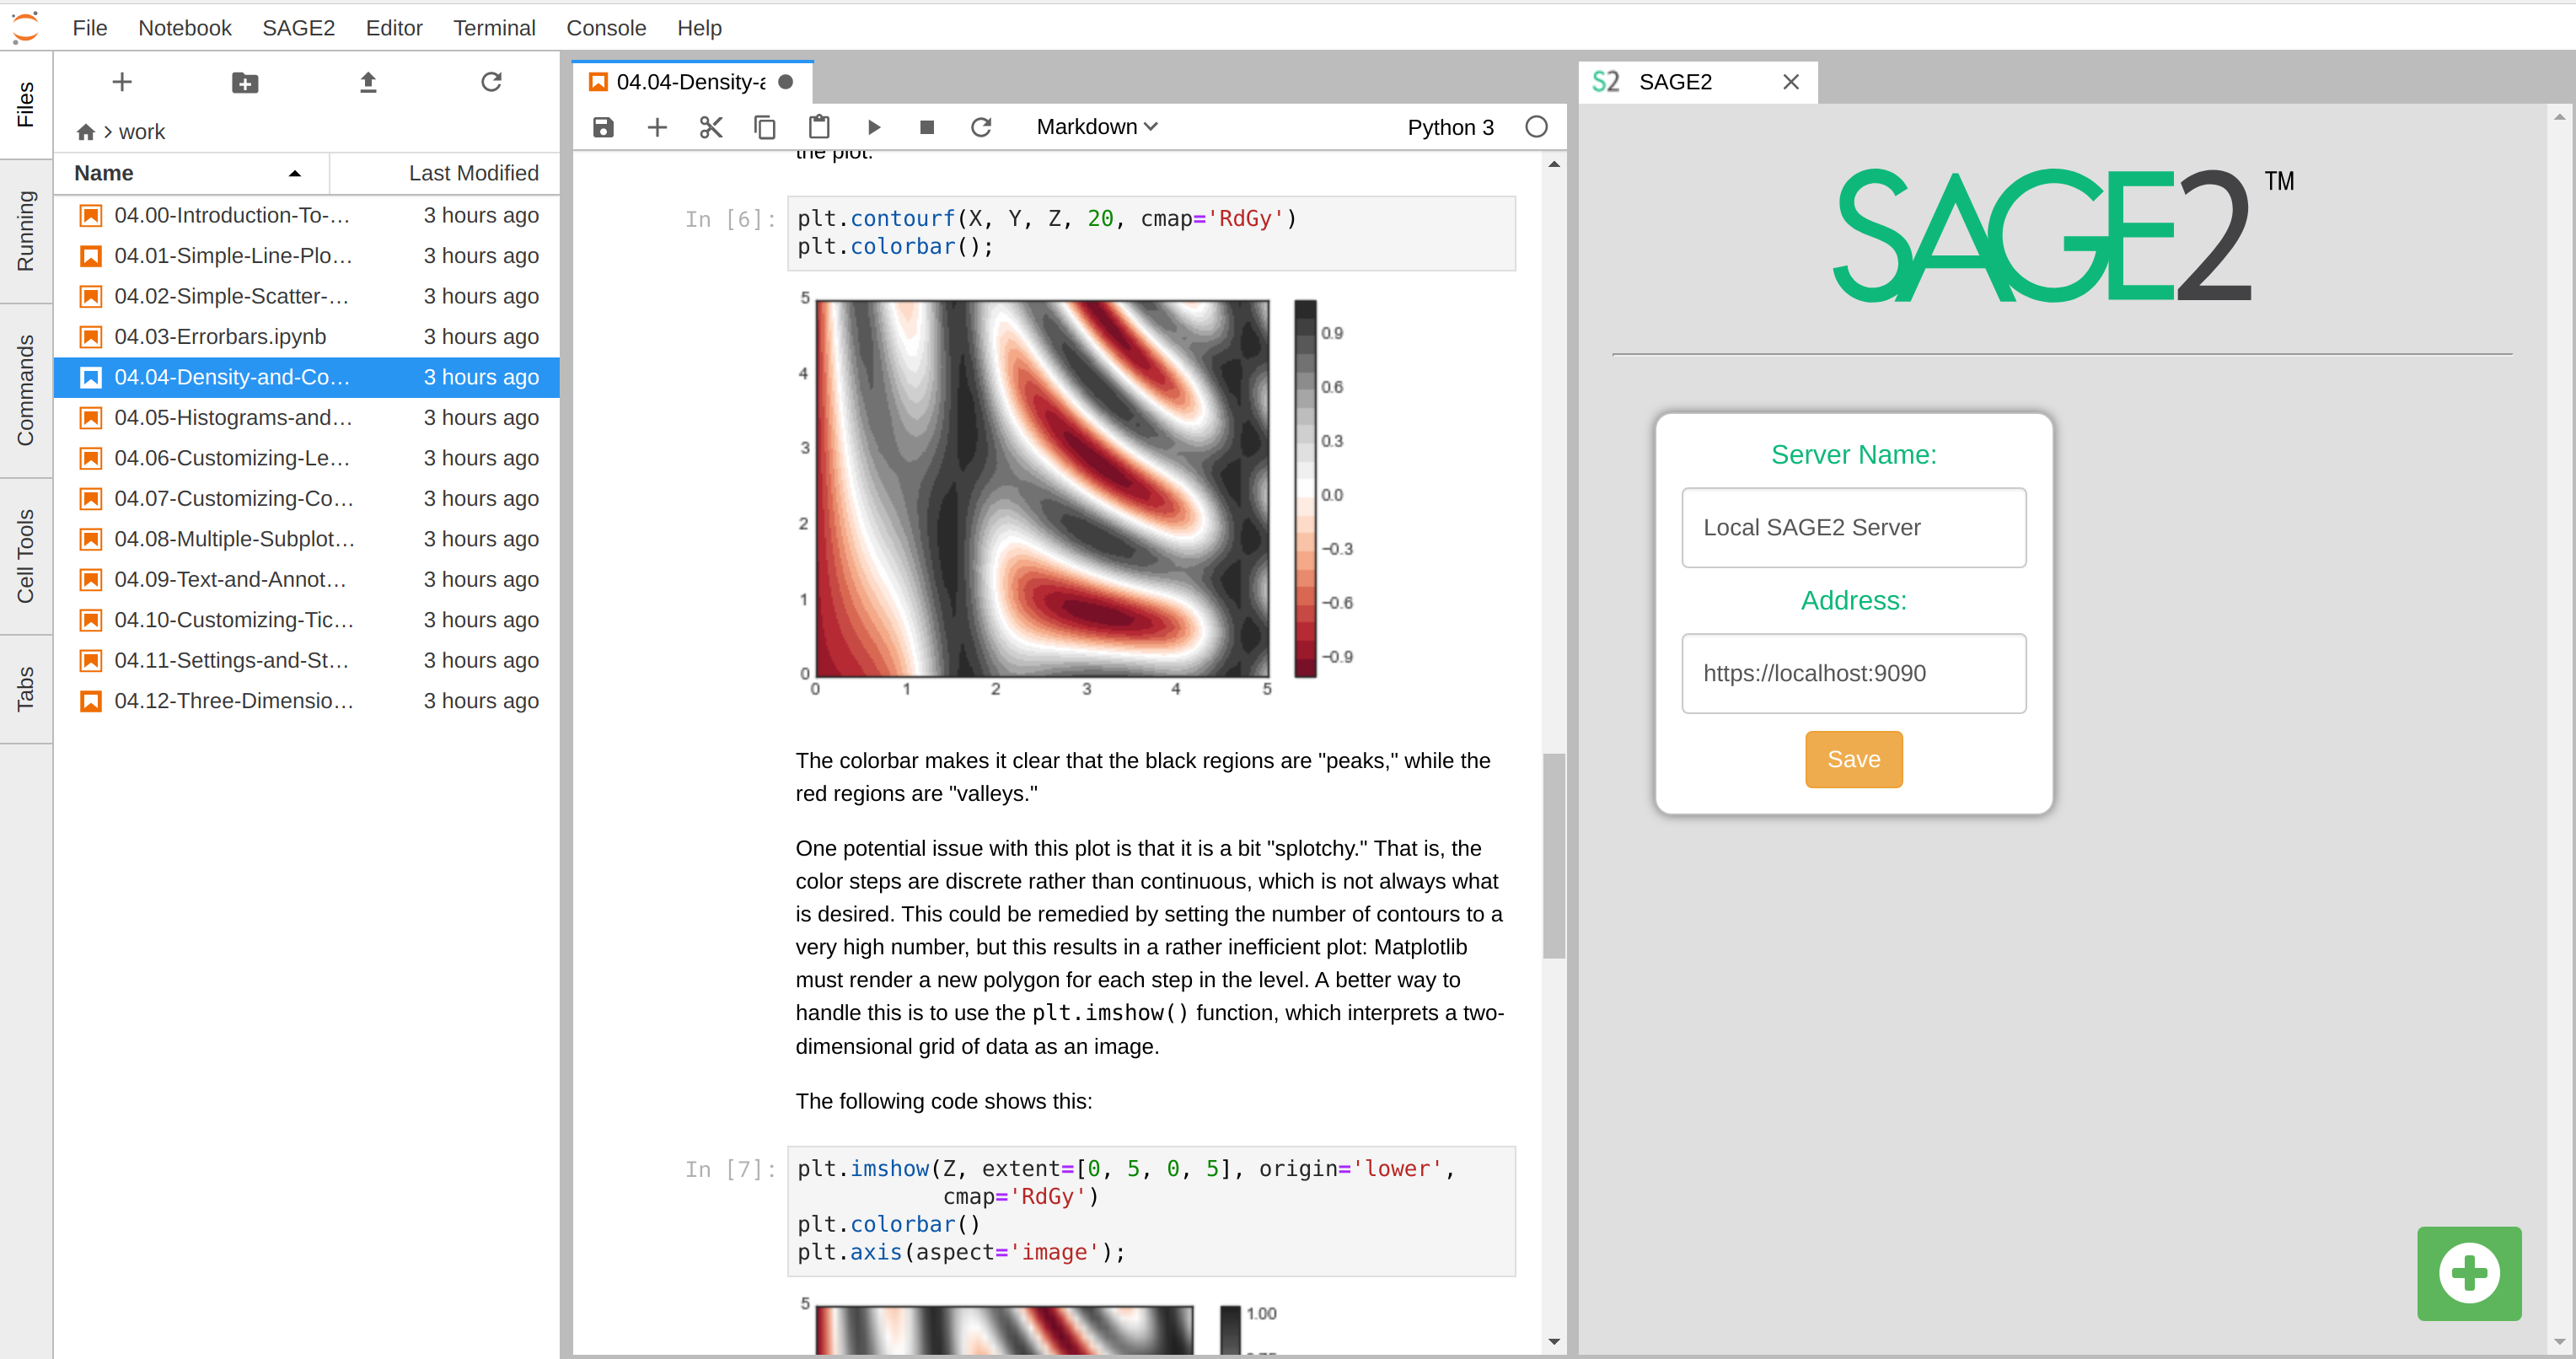 File Notebook SAGE2 Editor Terminal Console Help
Files
Running
Commands
Cell Tools
Tabs
work
Name Last Modified
04.00-Introduction-To-... 3 hours ago
04.01-Simple-Line-Plo... 3 hours ago
04.02-Simple-Scatter-... 3 hours ago
04.03-Errorbars.ipynb 3 hours ago
04.04-Density-and-Co... 3 hours ago
04.05-Histograms-and... 3 hours ago
04.06-Customizing-Le... 3 hours ago
04.07-Customizing-Co... 3 hours ago
04.08-Multiple-Subplot... 3 hours ago
04.09-Text-and-Annot... 3 hours ago
04.10-Customizing-Tic... 3 hours ago
04.11-Settings-and-St... 3 hours ago
04.12-Three-Dimensio... 3 hours ago
04.04-Density-a
Markdown Python 3
the plot.
In [6]: plt.contourf(X, Y, Z, 20, cmap='RdGy')
plt.colorbar();
5
4
3
2
1
0
0 1 2 3 4 5
0.9
0.6
0.3
0.0
−0.3
−0.6
−0.9
The colorbar makes it clear that the black regions are "peaks," while the
red regions are "valleys."
One potential issue with this plot is that it is a bit "splotchy." That is, the
color steps are discrete rather than continuous, which is not always what
is desired. This could be remedied by setting the number of contours to a
very high number, but this results in a rather inefficient plot: Matplotlib
must render a new polygon for each step in the level. A better way to
handle this is to use the plt.imshow() function, which interprets a two-
dimensional grid of data as an image.
The following code shows this:
In [7]: plt.imshow(Z, extent=[0, 5, 0, 5], origin='lower',
cmap='RdGy')
plt.colorbar()
plt.axis(aspect='image');
5
1.00
S2 SAGE2
SAGE2 TM
Server Name:
Local SAGE2 Server
Address:
https://localhost:9090
Save